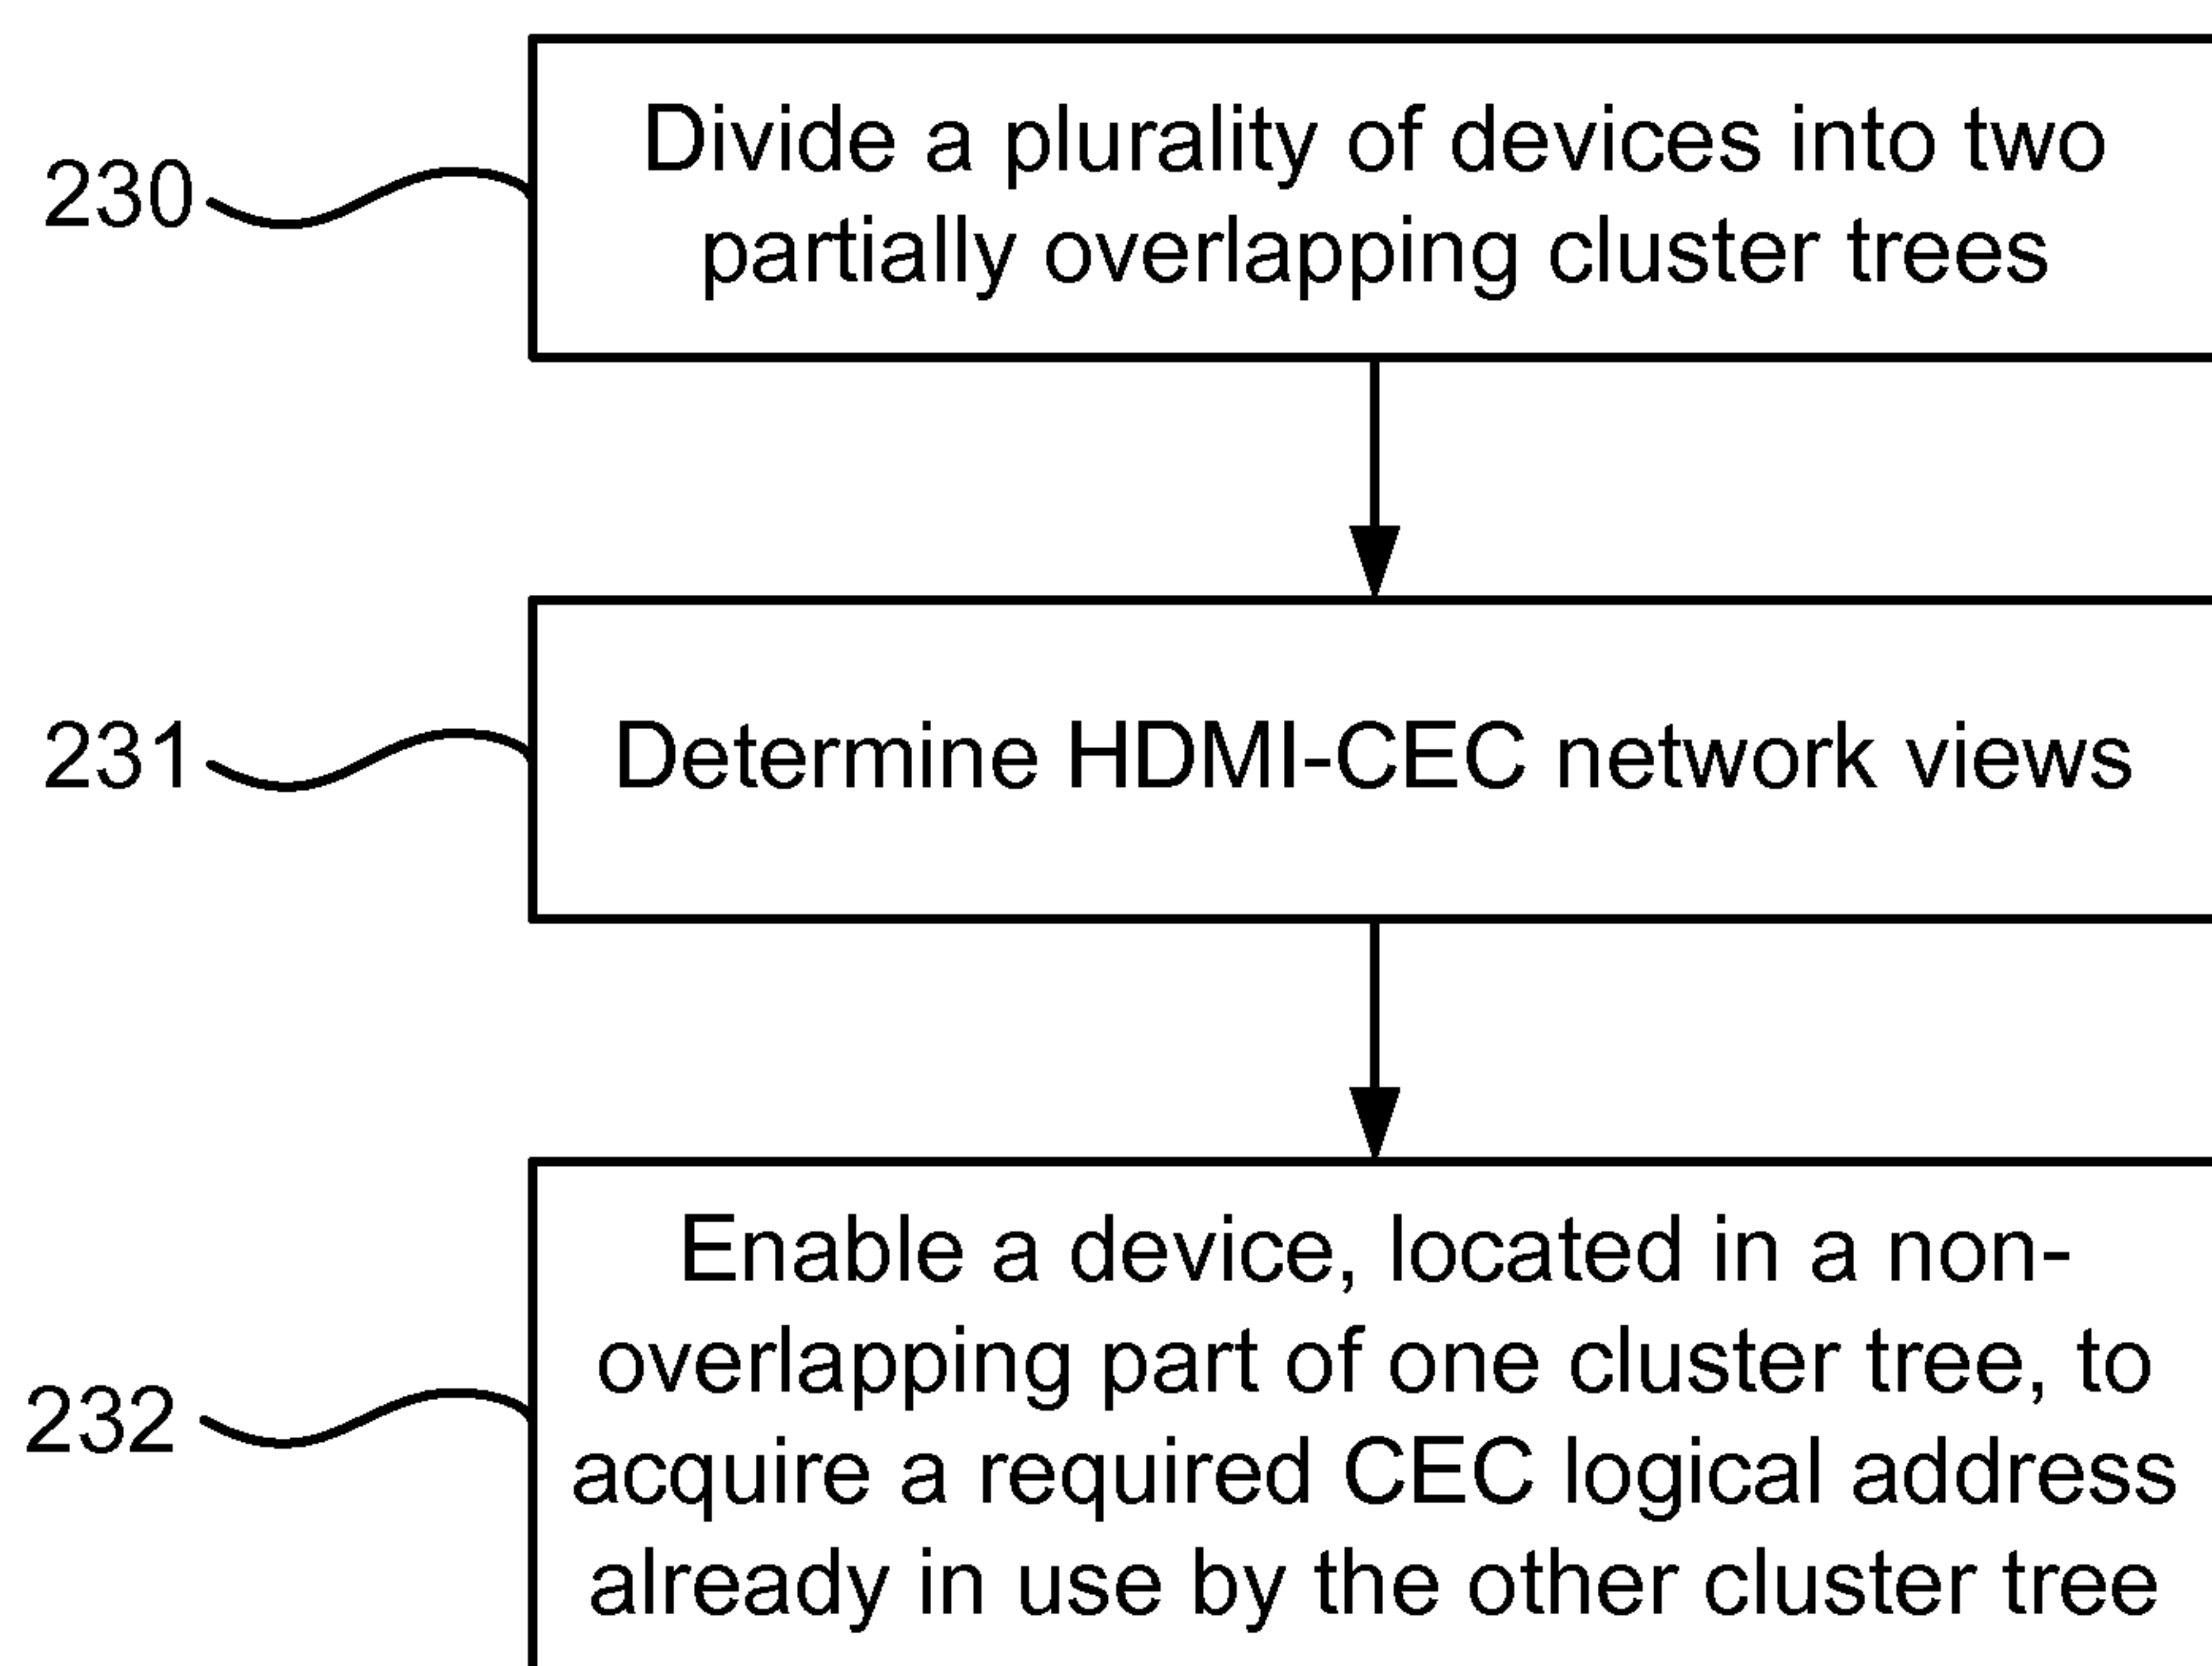 230
Divide a plurality of devices into two
partially overlapping cluster trees
231
Determine HDMI-CEC network views
232
Enable a device, located in a non-
overlapping part of one cluster tree, to
acquire a required CEC logical address
already in use by the other cluster tree